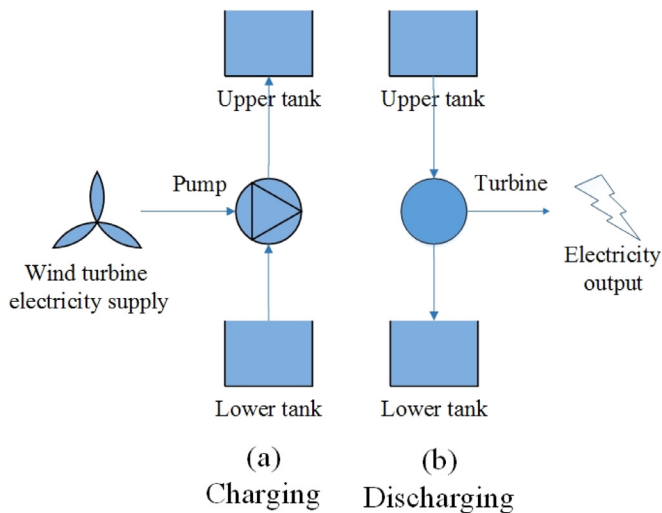 Upper tank
Upper tank
Pump
Turbine
Wind turbine
electricity supply
Electricity
output
Lower tank
Lower tank
(a)
Charging
(b)
Discharging